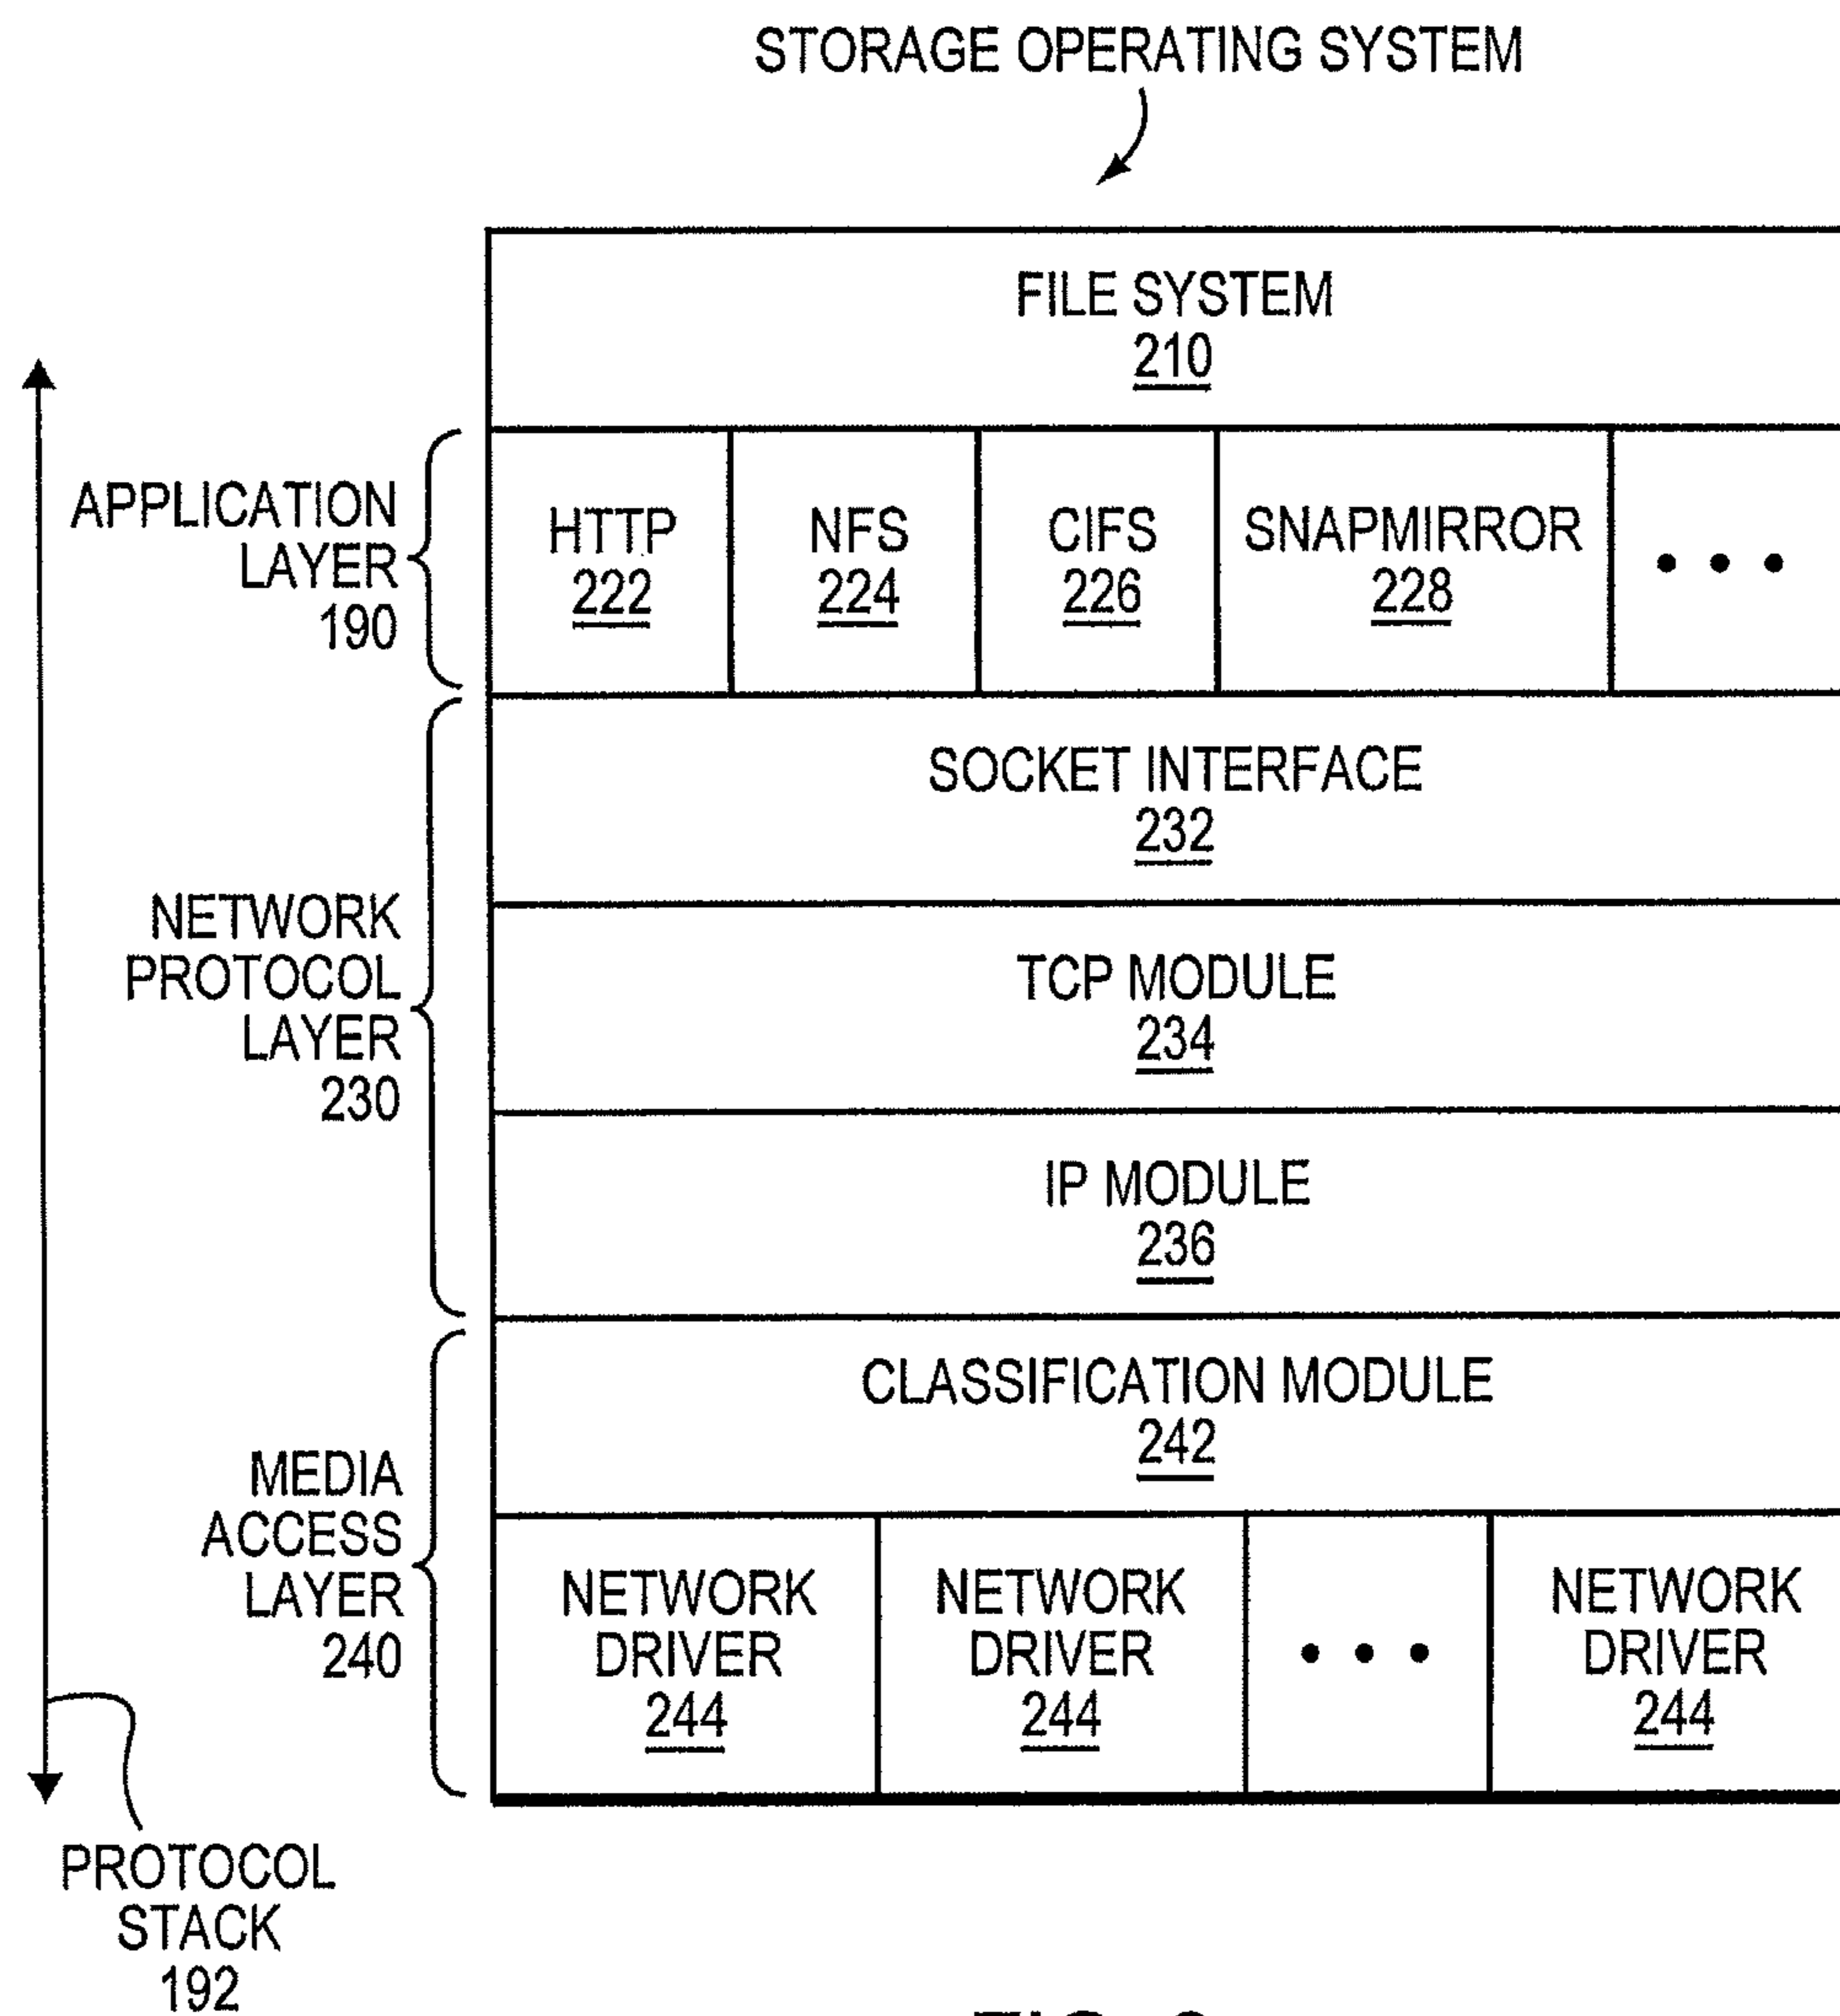 STORAGE OPERATING SYSTEM
FILE SYSTEM
210
APPLICATION
LAYER
190
HTTP
222
NFS
224
CIFS
226
SNAPMIRROR
228
• • •
NETWORK
PROTOCOL
LAYER
230
SOCKET INTERFACE
232
TCP MODULE
234
IP MODULE
236
MEDIA
ACCESS
LAYER
240
CLASSIFICATION MODULE
242
NETWORK
DRIVER
244
NETWORK
DRIVER
244
• • •
NETWORK
DRIVER
244
PROTOCOL
STACK
192